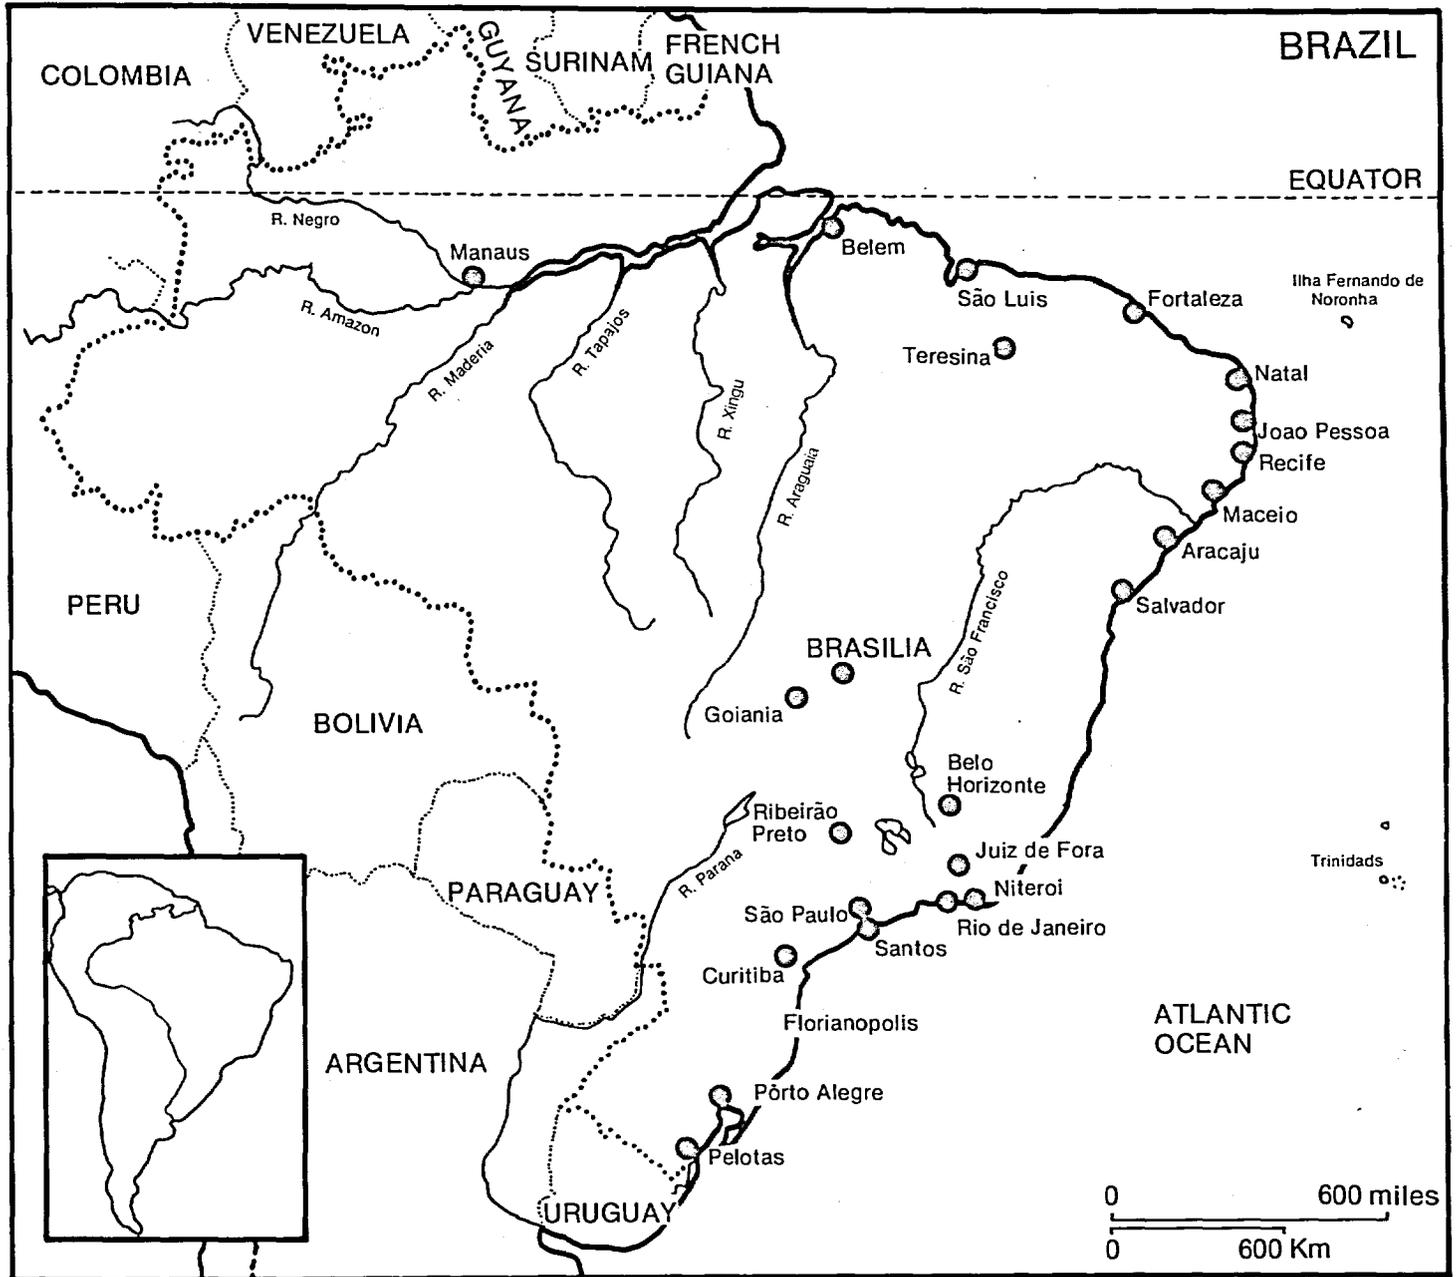 BRAZIL
VENEZUELA
COLOMBIA
GUYANA
SURINAM
FRENCH
GUIANA
EQUATOR
R. Negro
Manaus
Belem
R. Amazon
São Luis
Ilha Fernando de
Noronha
Fortaleza
R. Maderia
R. Tapajos
Teresina
Natal
R. Xingu
Joao Pessoa
Recife
R. Araguaia
Maceio
Aracaju
PERU
Salvador
R. São Francisco
BRASILIA
BOLIVIA
Goiania
Belo
Horizonte
Ribeirão
Preto
Juiz de Fora
Trinidads
R. Parana
PARAGUAY
Niteroi
São Paulo
Rio de Janeiro
Santos
Curitiba
ATLANTIC
OCEAN
Florianopolis
ARGENTINA
Pôrto Alegre
Pelotas
URUGUAY
0 600 miles
0 600 Km